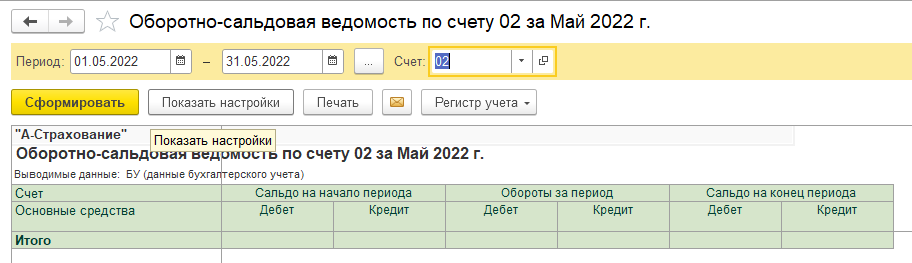 Оборотно-сальдовая ведомость по счету 02 за Май 2022 г.
Период: 01.05.2022 – 31.05.2022 ... Счет: 02
Сформировать Показать настройки Печать Регистр учета
"А-Страхование"
Показать настройки
Оборотно-сальдовая ведомость по счету 02 за Май 2022 г.
Выводимые данные: БУ (данные бухгалтерского учета)
Счет Сальдо на начало периода Обороты за период Сальдо на конец периода
Основные средства Дебет Кредит Дебет Кредит Дебет Кредит
Итого